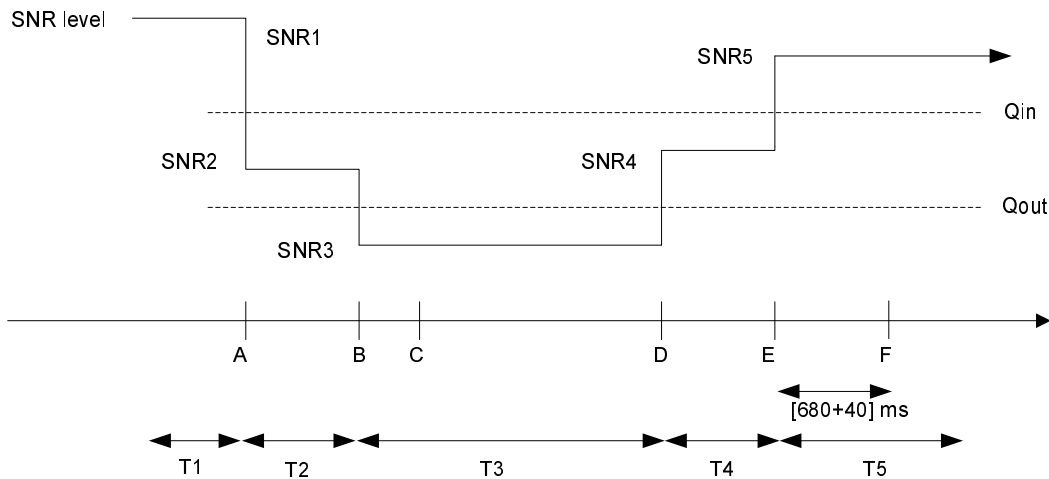 SNR level
SNR1
SNR5
Qin
SNR2
SNR4
Qout
SNR3
A B C D E F
[680+40] ms
T1 T2 T3 T4 T5